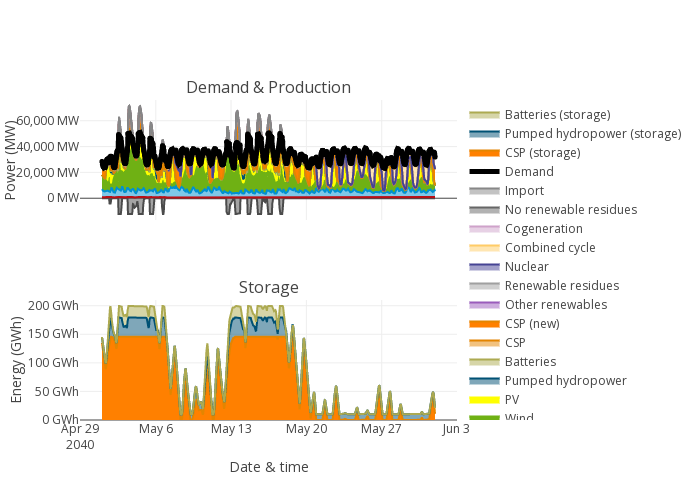 Demand & Production
60,000 MW
40,000 MW
20,000 MW
0 MW
Power (MW)
Storage
200 GWh
150 GWh
100 GWh
50 GWh
0 GWh
Energy (GWh)
Apr 29
2040
May 6
May 13
May 20
May 27
Jun 3
Date & time
Batteries (storage)
Pumped hydropower (storage)
CSP (storage)
Demand
Import
No renewable residues
Cogeneration
Combined cycle
Nuclear
Renewable residues
Other renewables
CSP (new)
CSP
Batteries
Pumped hydropower
PV
Wind